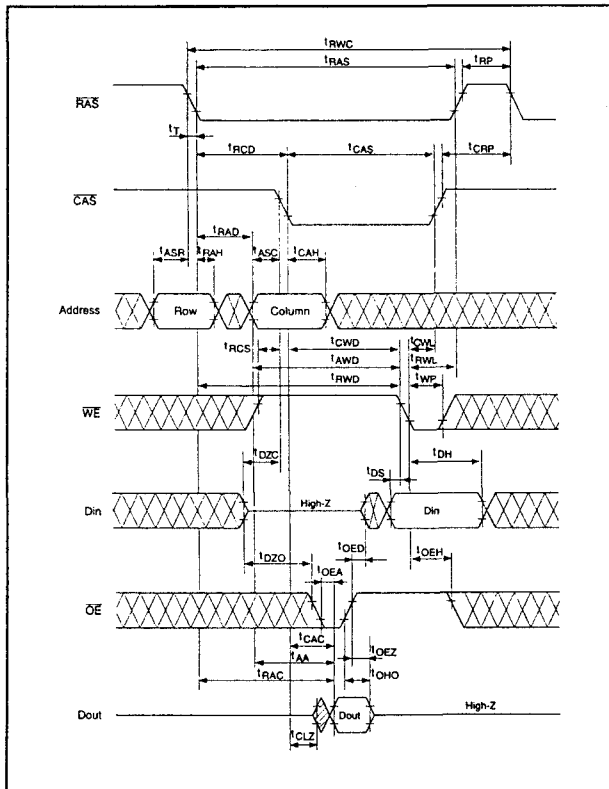 tRWC
tRAS
tRP
RAS
tT
tRCD
tCAS
tCRP
CAS
tRAD
tASR
tRAH
tASC
tCAH
Address
Row
Column
tRCS
tCWD
tCWL
tAWD
tRWL
tRWD
tWP
WE
tDZC
tDS
tDH
Din
High-Z
Din
tDZO
tOED
tOEH
tOEA
OE
tCAC
tOEZ
tAA
tRAC
tOHO
Dout
Dout
High-Z
tCLZ